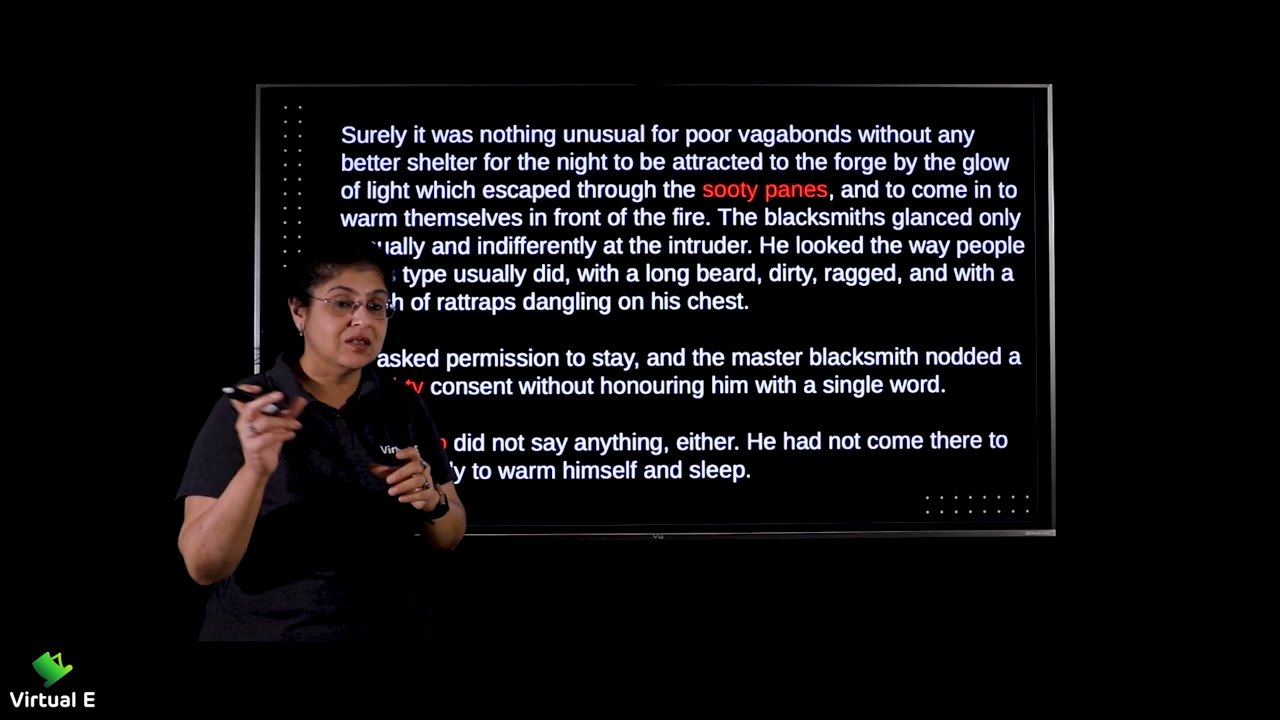 Surely it was nothing unusual for poor vagabonds without any
better shelter for the night to be attracted to the forge by the glow
of light which escaped through the sooty panes, and to come in to
warm themselves in front of the fire. The blacksmiths glanced only
and indifferently at the intruder. He looked the way people
type usually did, with a long beard, dirty, ragged, and with a
of rattraps dangling on his chest.
asked permission to stay, and the master blacksmith nodded a
consent without honouring him with a single word.
did not say anything, either. He had not come there to
to warm himself and sleep.
Virtual E